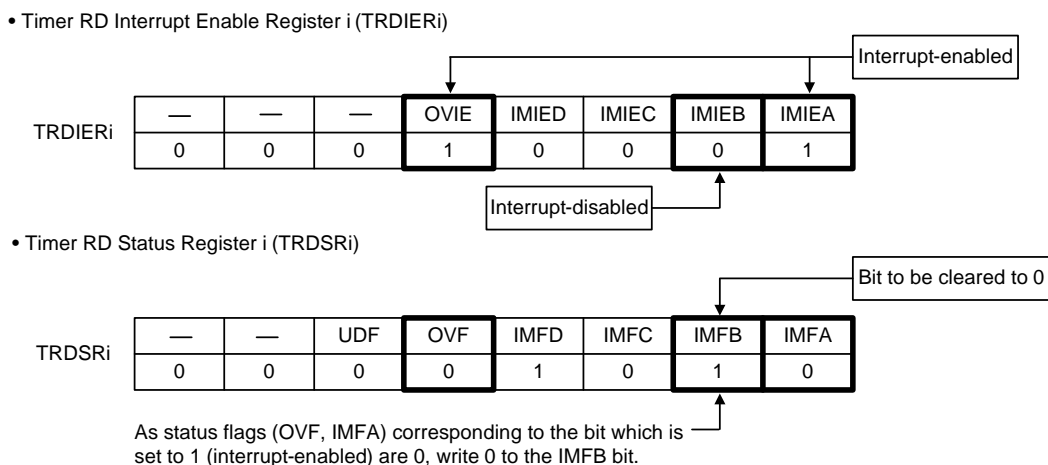 • Timer RD Interrupt Enable Register i (TRDIERi)
Interrupt-enabled
TRDIERi
— — — OVIE IMIED IMIEC IMIEB IMIEA
0 0 0 1 0 0 0 1
Interrupt-disabled
• Timer RD Status Register i (TRDSRi)
Bit to be cleared to 0
TRDSRi
— — UDF OVF IMFD IMFC IMFB IMFA
0 0 0 0 1 0 1 0
As status flags (OVF, IMFA) corresponding to the bit which is
set to 1 (interrupt-enabled) are 0, write 0 to the IMFB bit.